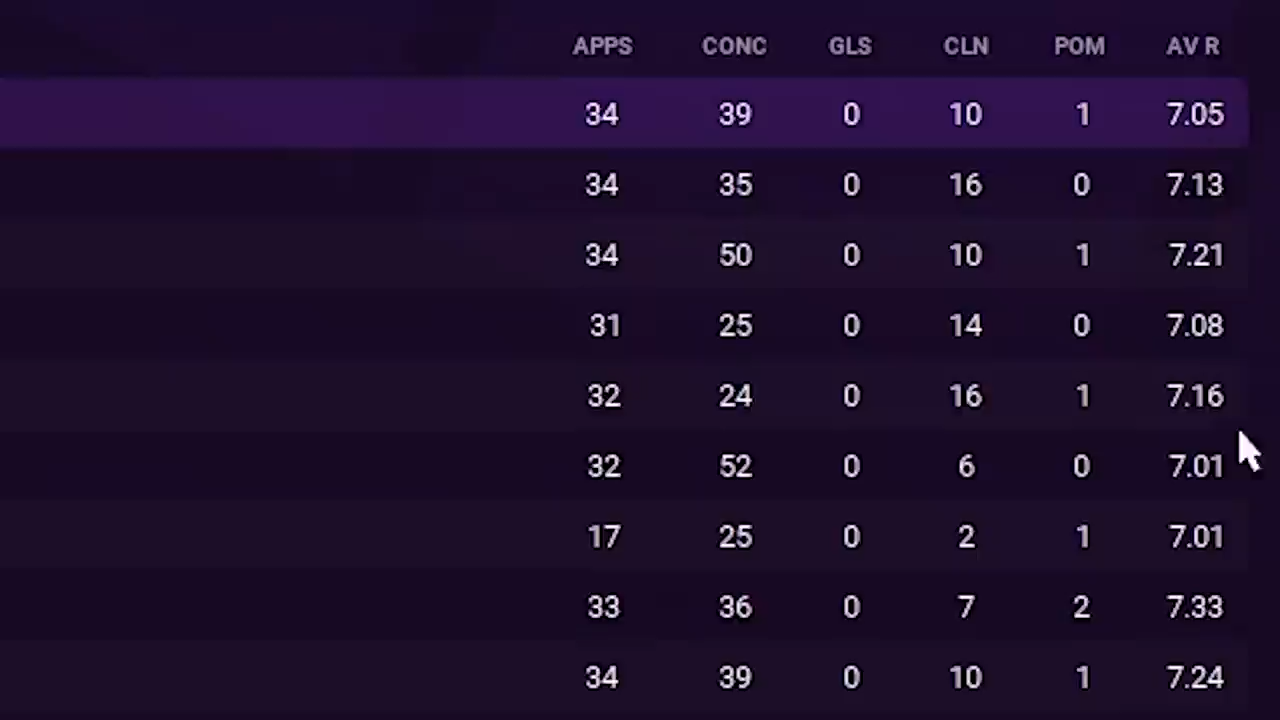 APPS CONC GLS CLN POM AV R
34 39 0 10 1 7.05
34 35 0 16 0 7.13
34 50 0 10 1 7.21
31 25 0 14 0 7.08
32 24 0 16 1 7.16
32 52 0 6 0 7.01
17 25 0 2 1 7.01
33 36 0 7 2 7.33
34 39 0 10 1 7.24